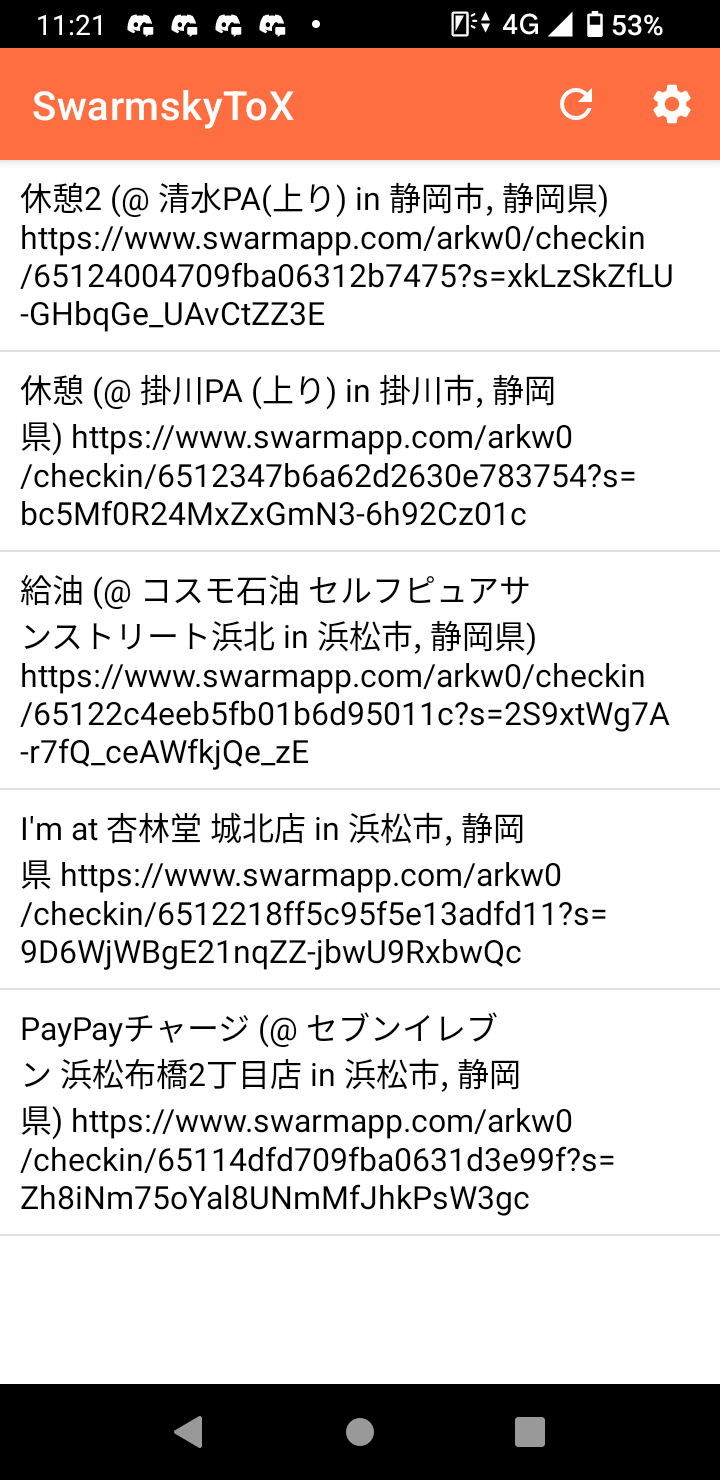 11:21
4G
53%
SwarmskyToX
休憩2 (@ 清水PA(上り) in 静岡市, 静岡県)
https://www.swarmapp.com/arkw0/checkin
/65124004709fba06312b7475?s=xkLzSkZfLU
-GHbqGe_UAvCtZZ3E
休憩 (@ 掛川PA (上り) in 掛川市, 静岡
県) https://www.swarmapp.com/arkw0
/checkin/6512347b6a62d2630e783754?s=
bc5Mf0R24MxZxGmN3-6h92Cz01c
給油 (@ コスモ石油 セルフピュアサ
ンストリート浜北 in 浜松市, 静岡県)
https://www.swarmapp.com/arkw0/checkin
/65122c4eeb5fb01b6d95011c?s=2S9xtWg7A
-r7fQ_ceAWfkjQe_zE
I'm at 杏林堂 城北店 in 浜松市, 静岡
県 https://www.swarmapp.com/arkw0
/checkin/6512218ff5c95f5e13adfd11?s=
9D6WjWBgE21nqZZ-jbwU9RxbwQc
PayPayチャージ (@ セブンイレブ
ン 浜松布橋2丁目店 in 浜松市, 静岡
県) https://www.swarmapp.com/arkw0
/checkin/65114dfd709fba0631d3e99f?s=
Zh8iNm75oYal8UNmMfJhkPsW3gc